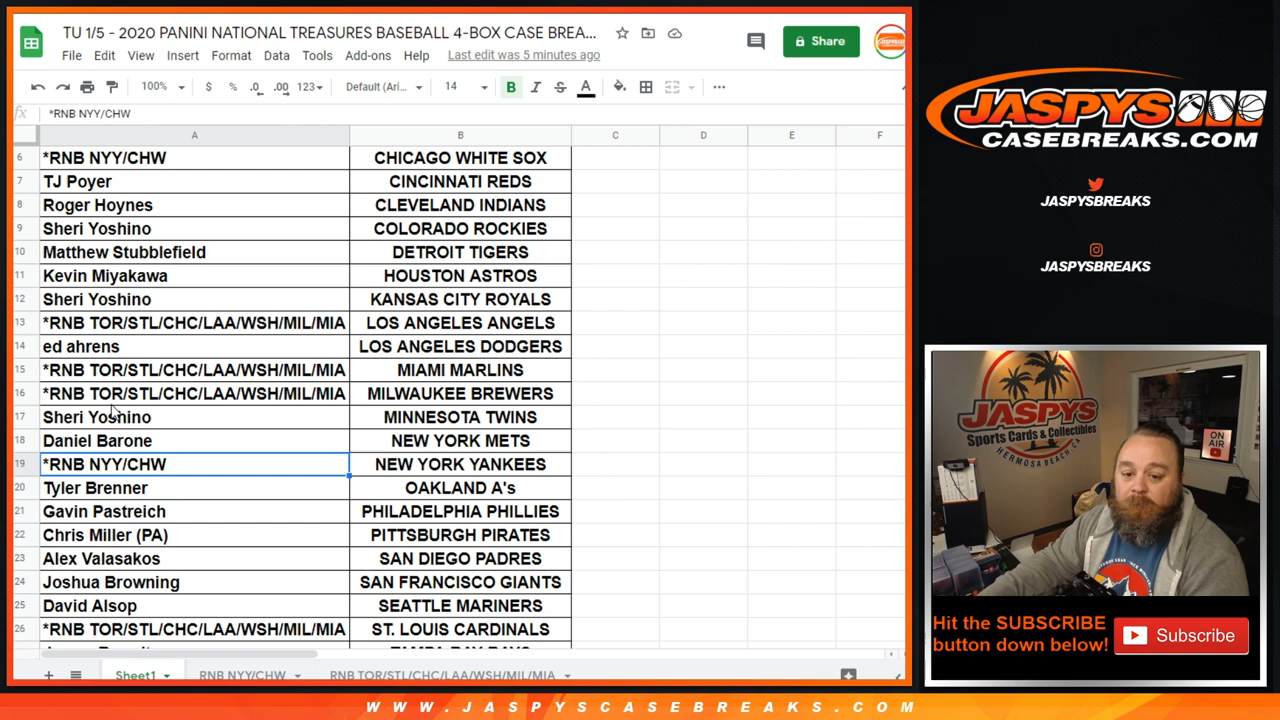 TU 1/5 - 2020 PANINI NATIONAL TREASURES BASEBALL 4-BOX CASE BREA...
File Edit View Insert Format Data Tools Add-ons Help Last edit was 5 minutes ago
Share
100% $ % .0 .00 123 Default (Ari... 14 B I S A
fx *RNB NYY/CHW
A B C D E F
6 *RNB NYY/CHW CHICAGO WHITE SOX
7 TJ Poyer CINCINNATI REDS
8 Roger Hoynes CLEVELAND INDIANS
9 Sheri Yoshino COLORADO ROCKIES
10 Matthew Stubblefield DETROIT TIGERS
11 Kevin Miyakawa HOUSTON ASTROS
12 Sheri Yoshino KANSAS CITY ROYALS
13 *RNB TOR/STL/CHC/LAA/WSH/MIL/MIA LOS ANGELES ANGELS
14 ed ahrens LOS ANGELES DODGERS
15 *RNB TOR/STL/CHC/LAA/WSH/MIL/MIA MIAMI MARLINS
16 *RNB TOR/STL/CHC/LAA/WSH/MIL/MIA MILWAUKEE BREWERS
17 Sheri Yoshino MINNESOTA TWINS
18 Daniel Barone NEW YORK METS
19 *RNB NYY/CHW NEW YORK YANKEES
20 Tyler Brenner OAKLAND A's
21 Gavin Pastreich PHILADELPHIA PHILLIES
22 Chris Miller (PA) PITTSBURGH PIRATES
23 Alex Valasakos SAN DIEGO PADRES
24 Joshua Browning SAN FRANCISCO GIANTS
25 David Alsop SEATTLE MARINERS
26 *RNB TOR/STL/CHC/LAA/WSH/MIL/MIA ST. LOUIS CARDINALS
Sheet1 RNB NYY/CHW RNB TOR/STL/CHC/LAA/WSH/MIL/MIA
JASPYS
CASEBREAKS.COM
JASPYSBREAKS
JASPYSBREAKS
JASPYS
Sports Cards & Collectibles
HERMOSA BEACH, CA
ON
AIR
Hit the SUBSCRIBE
button down below!
Subscribe
WWW.JASPYSCASEBREAKS.COM